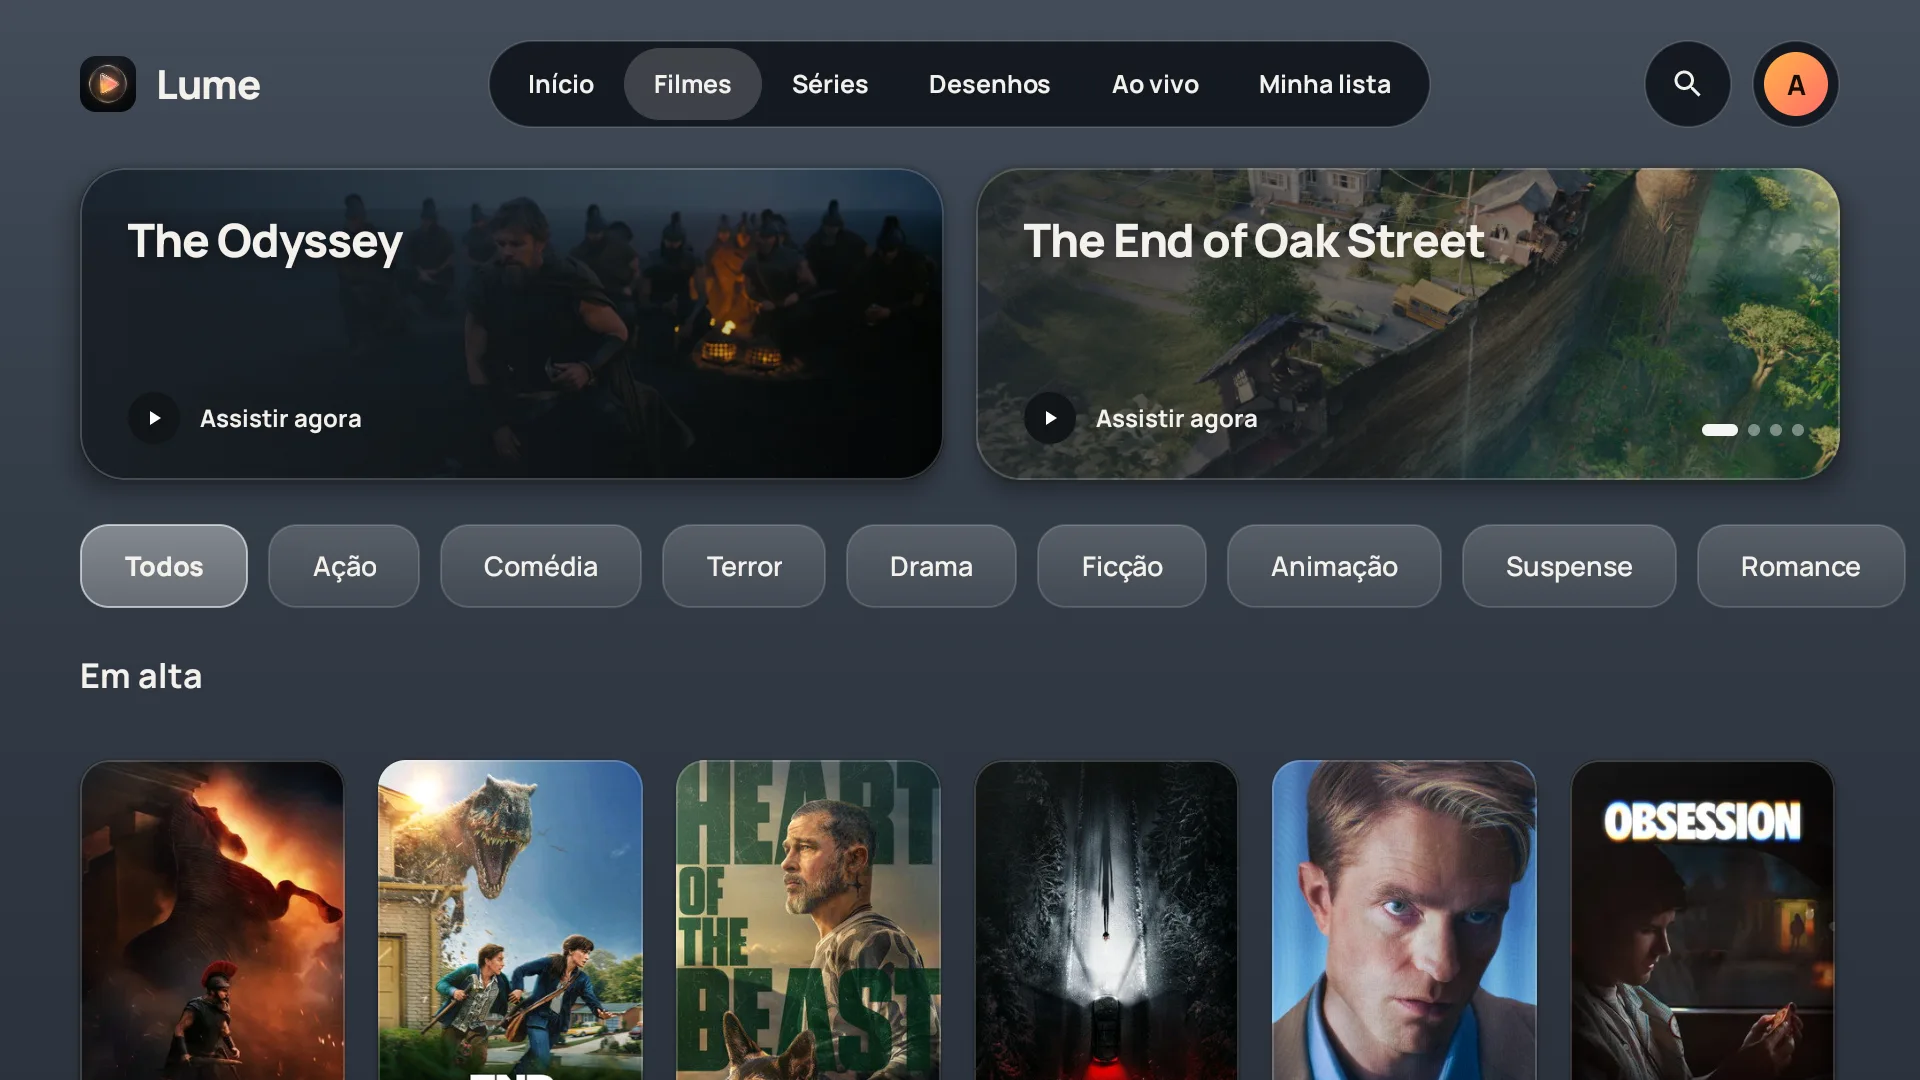 Lume
Início
Filmes
Séries
Desenhos
Ao vivo
Minha lista
A
The Odyssey
Assistir agora
The End of Oak Street
Assistir agora
Todos
Ação
Comédia
Terror
Drama
Ficção
Animação
Suspense
Romance
Em alta
HEART
OF
THE
BEAST
OBSESSION